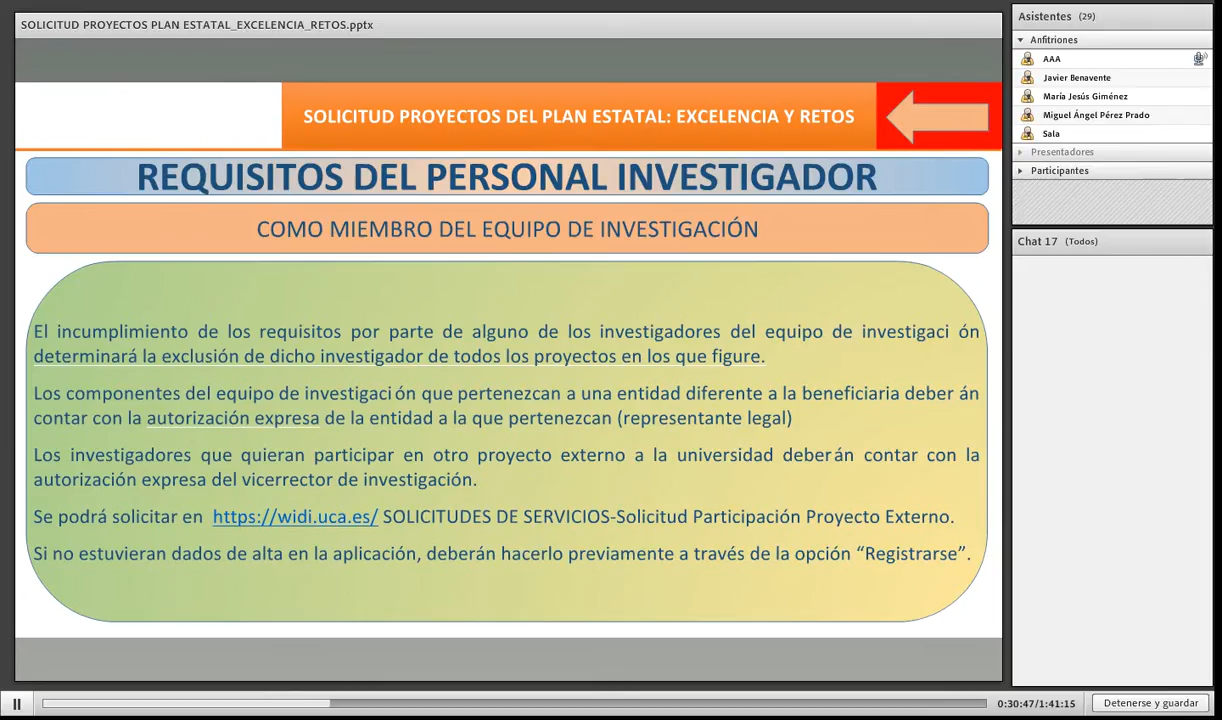 SOLICITUD PROYECTOS PLAN ESTATAL_EXCELENCIA_RETOS.pptx
SOLICITUD PROYECTOS DEL PLAN ESTATAL: EXCELENCIA Y RETOS
REQUISITOS DEL PERSONAL INVESTIGADOR
COMO MIEMBRO DEL EQUIPO DE INVESTIGACIÓN
El incumplimiento de los requisitos por parte de alguno de los investigadores del equipo de investigaci ón
determinará la exclusión de dicho investigador de todos los proyectos en los que figure.
Los componentes del equipo de investigaci ón que pertenezcan a una entidad diferente a la beneficiaria deber án
contar con la autorización expresa de la entidad a la que pertenezcan (representante legal)
Los investigadores que quieran participar en otro proyecto externo a la universidad deberán contar con la
autorización expresa del vicerrector de investigación.
Se podrá solicitar en https://widi.uca.es/ SOLICITUDES DE SERVICIOS-Solicitud Participación Proyecto Externo.
Si no estuvieran dados de alta en la aplicación, deberán hacerlo previamente a través de la opción “Registrarse”.
Asistentes (29)
Anfitriones
AAA
Javier Benavente
María Jesús Giménez
Miguel Ángel Pérez Prado
Sala
Presentadores
Participantes
Chat 17 (Todos)
0:30:47/1:41:15
Detenerse y guardar